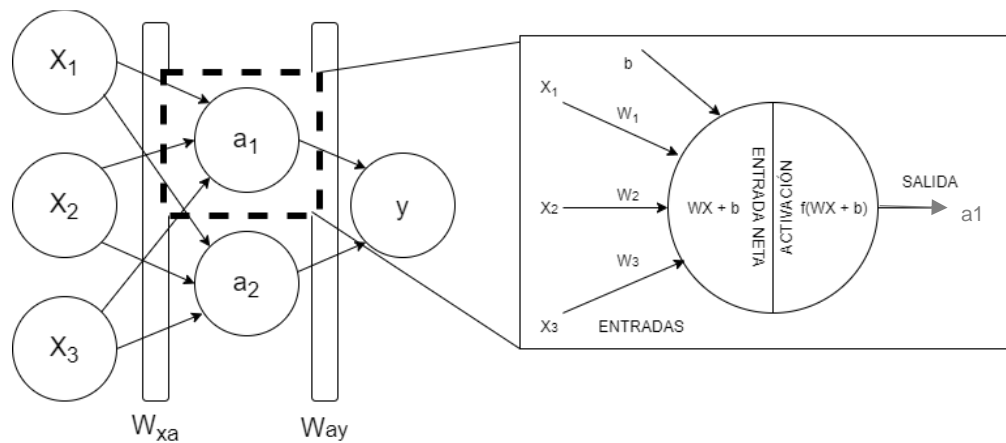 X1
X2
X3
a1
a2
y
Wxa
Way
b
X1
W1
X2
W2
W3
X3
ENTRADAS
WX + b
ENTRADA NETA
ACTIVACIÓN
f(WX + b)
SALIDA
a1